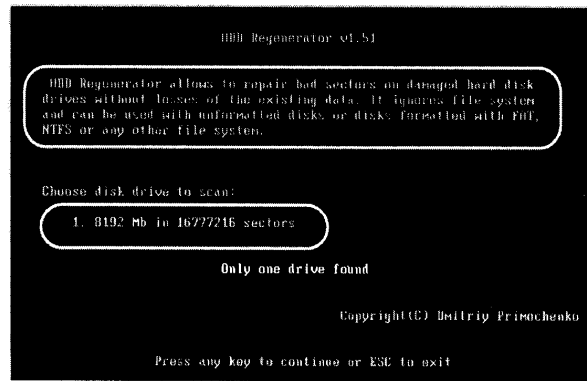 HDD Regenerator v1.51
HDD Regenerator allows to repair bad sectors on damaged hard disk
drives without losses of the existing data. It ignores file system
and can be used with unformatted disks or disks formatted with FAT,
NTFS or any other file system.
Choose disk drive to scan:
1. 8192 Mb in 16777216 sectors
Only one drive found
Copyright(C) Dmitriy Primochenko
Press any key to continue or ESC to exit